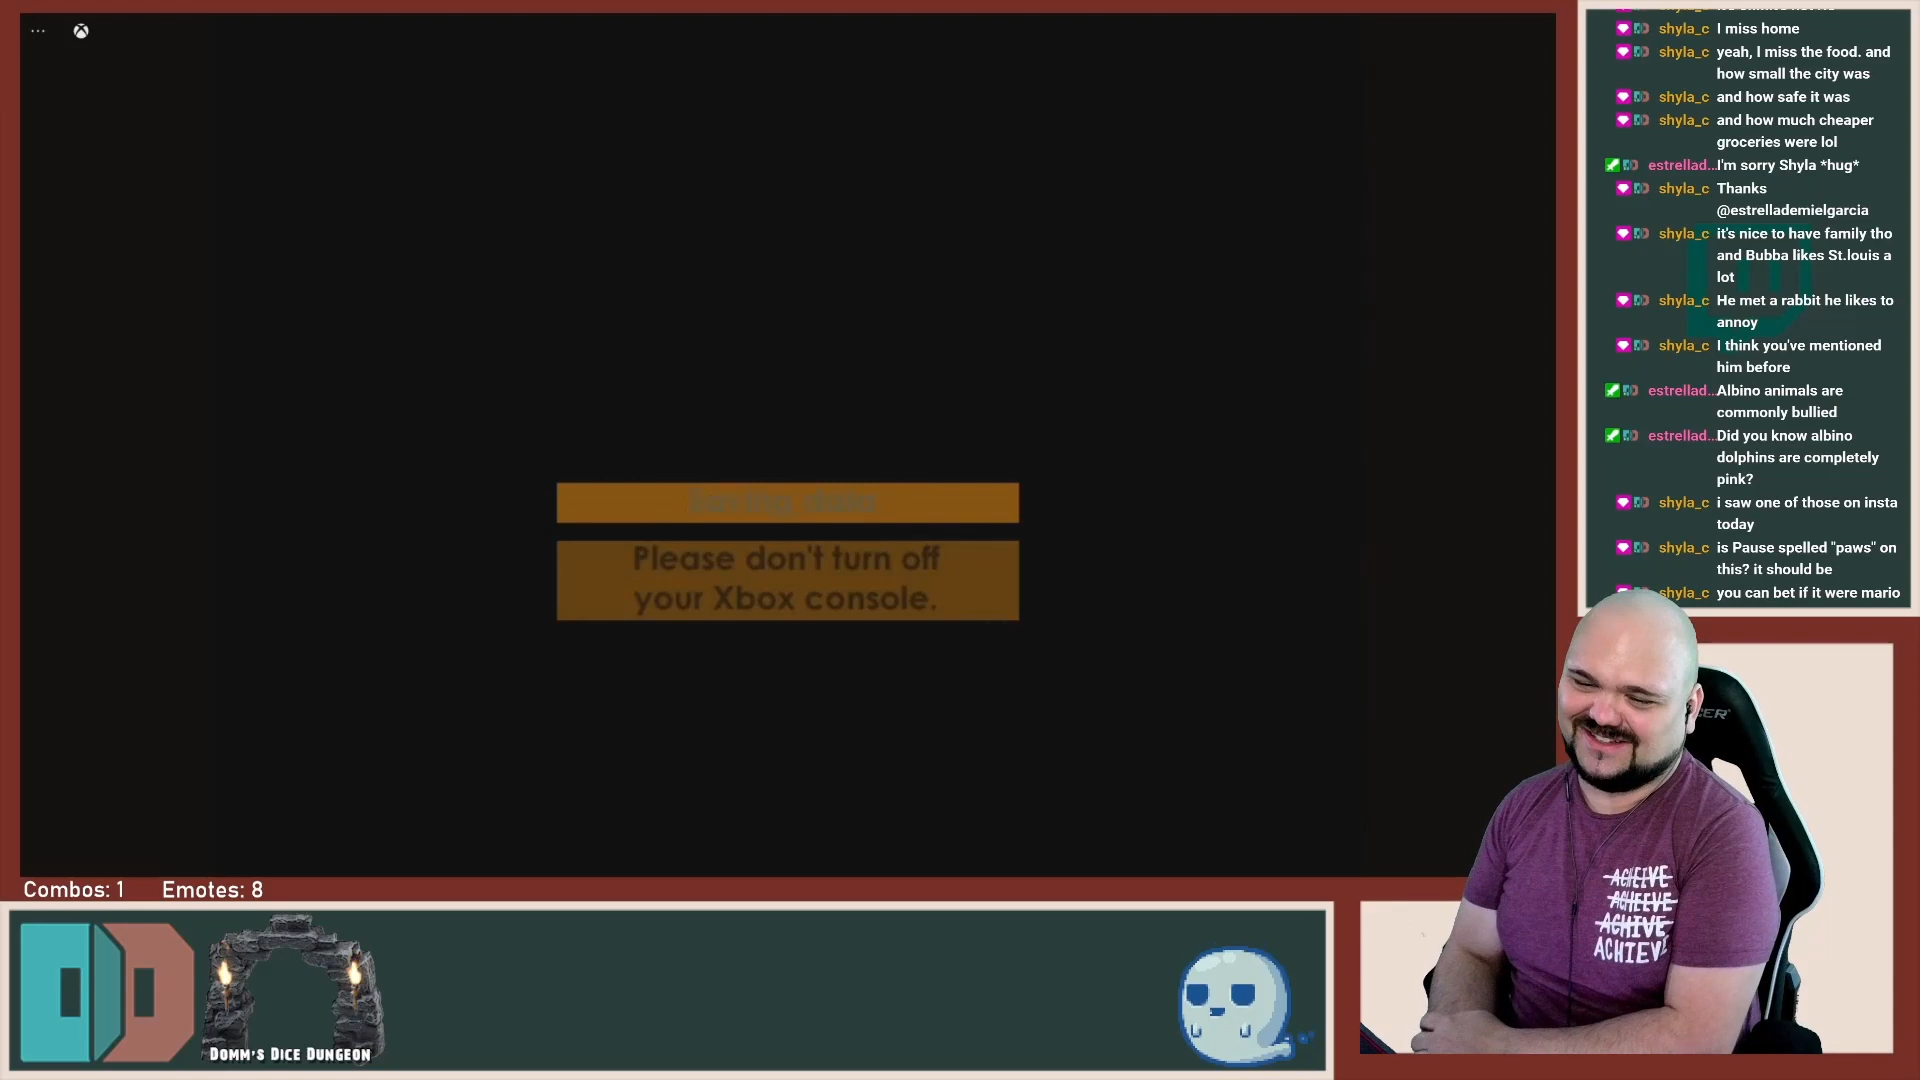 Saving data
Please don't turn off
your Xbox console.
shyla_c I miss home
shyla_c yeah, I miss the food. and
how small the city was
shyla_c and how safe it was
shyla_c and how much cheaper
groceries were lol
estrellad... I'm sorry Shyla *hug*
shyla_c Thanks
@estrellademielgarcia
shyla_c it's nice to have family tho
and Bubba likes St.louis a
lot
shyla_c He met a rabbit he likes to
annoy
shyla_c I think you've mentioned
him before
estrellad... Albino animals are
commonly bullied
estrellad... Did you know albino
dolphins are completely
pink?
shyla_c i saw one of those on insta
today
shyla_c is Pause spelled "paws" on
this? it should be
shyla_c you can bet if it were mario
ACHEIVE
ACHEEVE
ACHIVE
ACHIEVE
Combos: 1 Emotes: 8
DOMM'S DICE DUNGEON